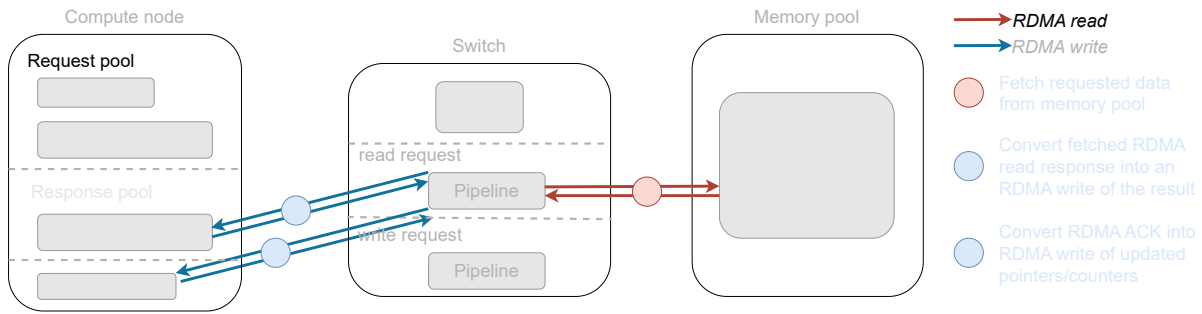 Compute node
Switch
Memory pool
RDMA read
RDMA write
Request pool
Fetch requested data
from memory pool
read request
Convert fetched RDMA
read response into an
RDMA write of the result
Response pool
Pipeline
write request
Convert RDMA ACK into
RDMA write of updated
pointers/counters
Pipeline